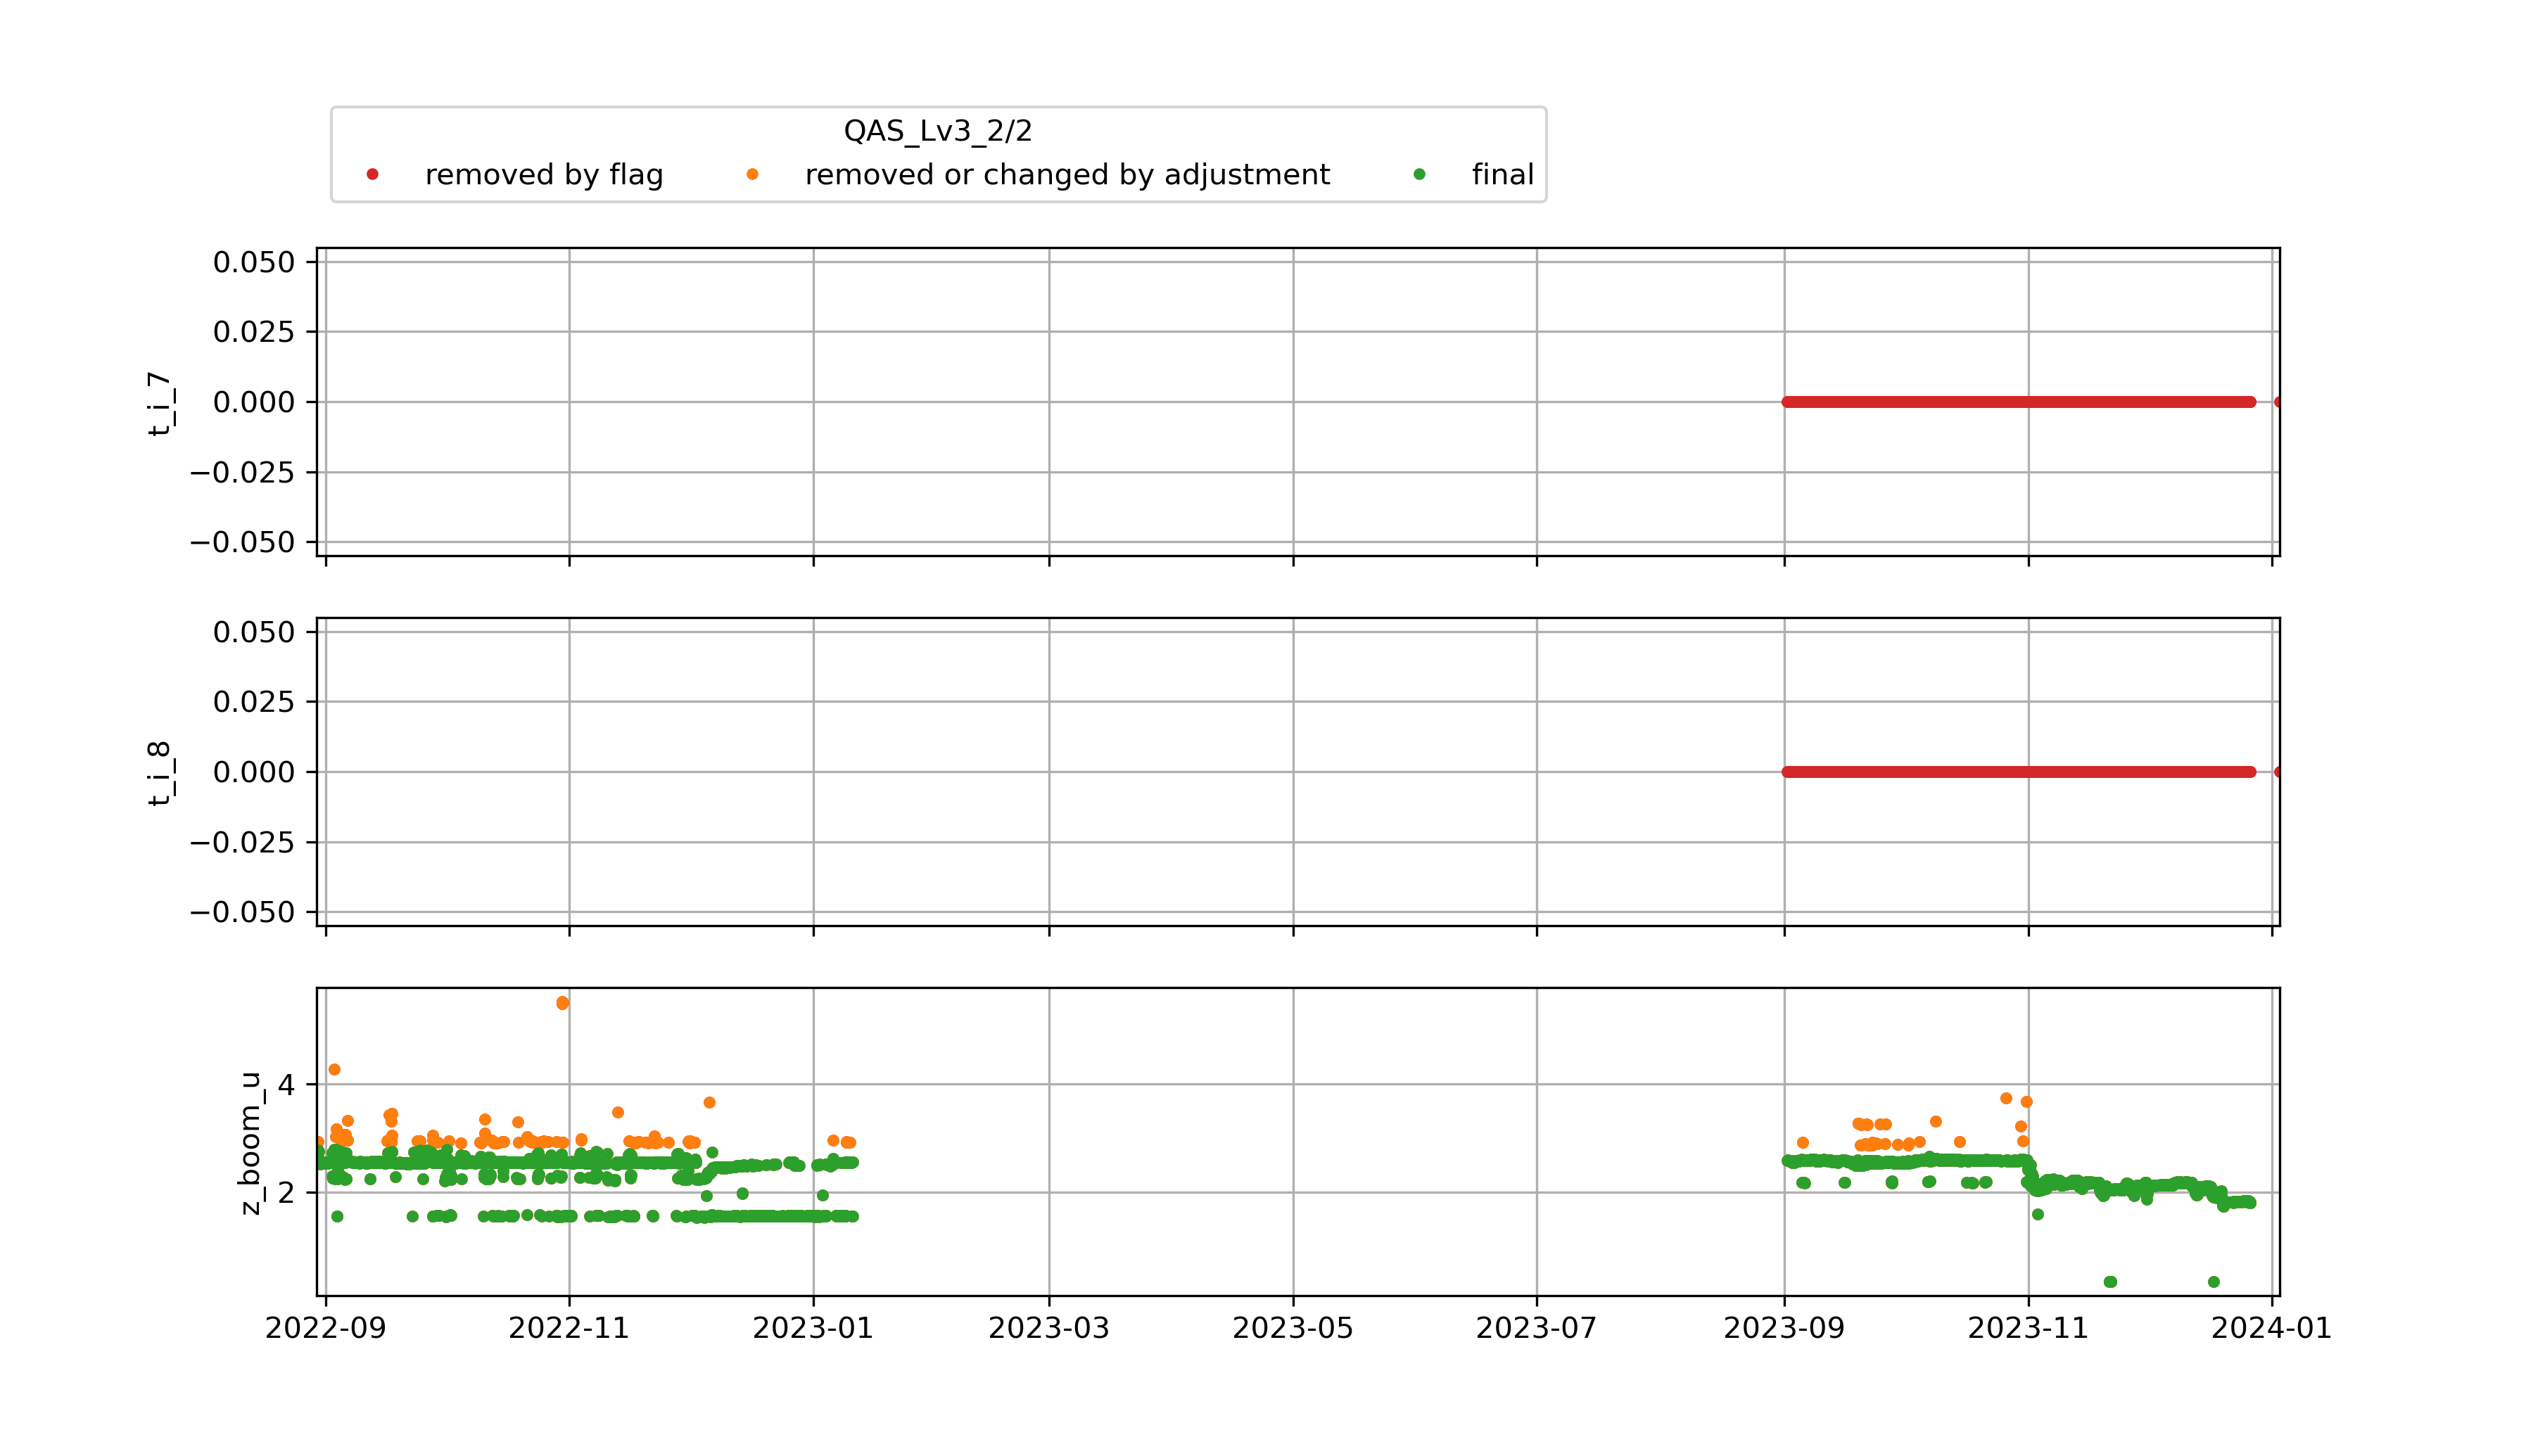 QAS_Lv3_2/2
removed by flag removed or changed by adjustment final
t_i_7
0.050
0.025
0.000
−0.025
−0.050
t_i_8
0.050
0.025
0.000
−0.025
−0.050
z_boom_u
4
2
2022-09 2022-11 2023-01 2023-03 2023-05 2023-07 2023-09 2023-11 2024-01